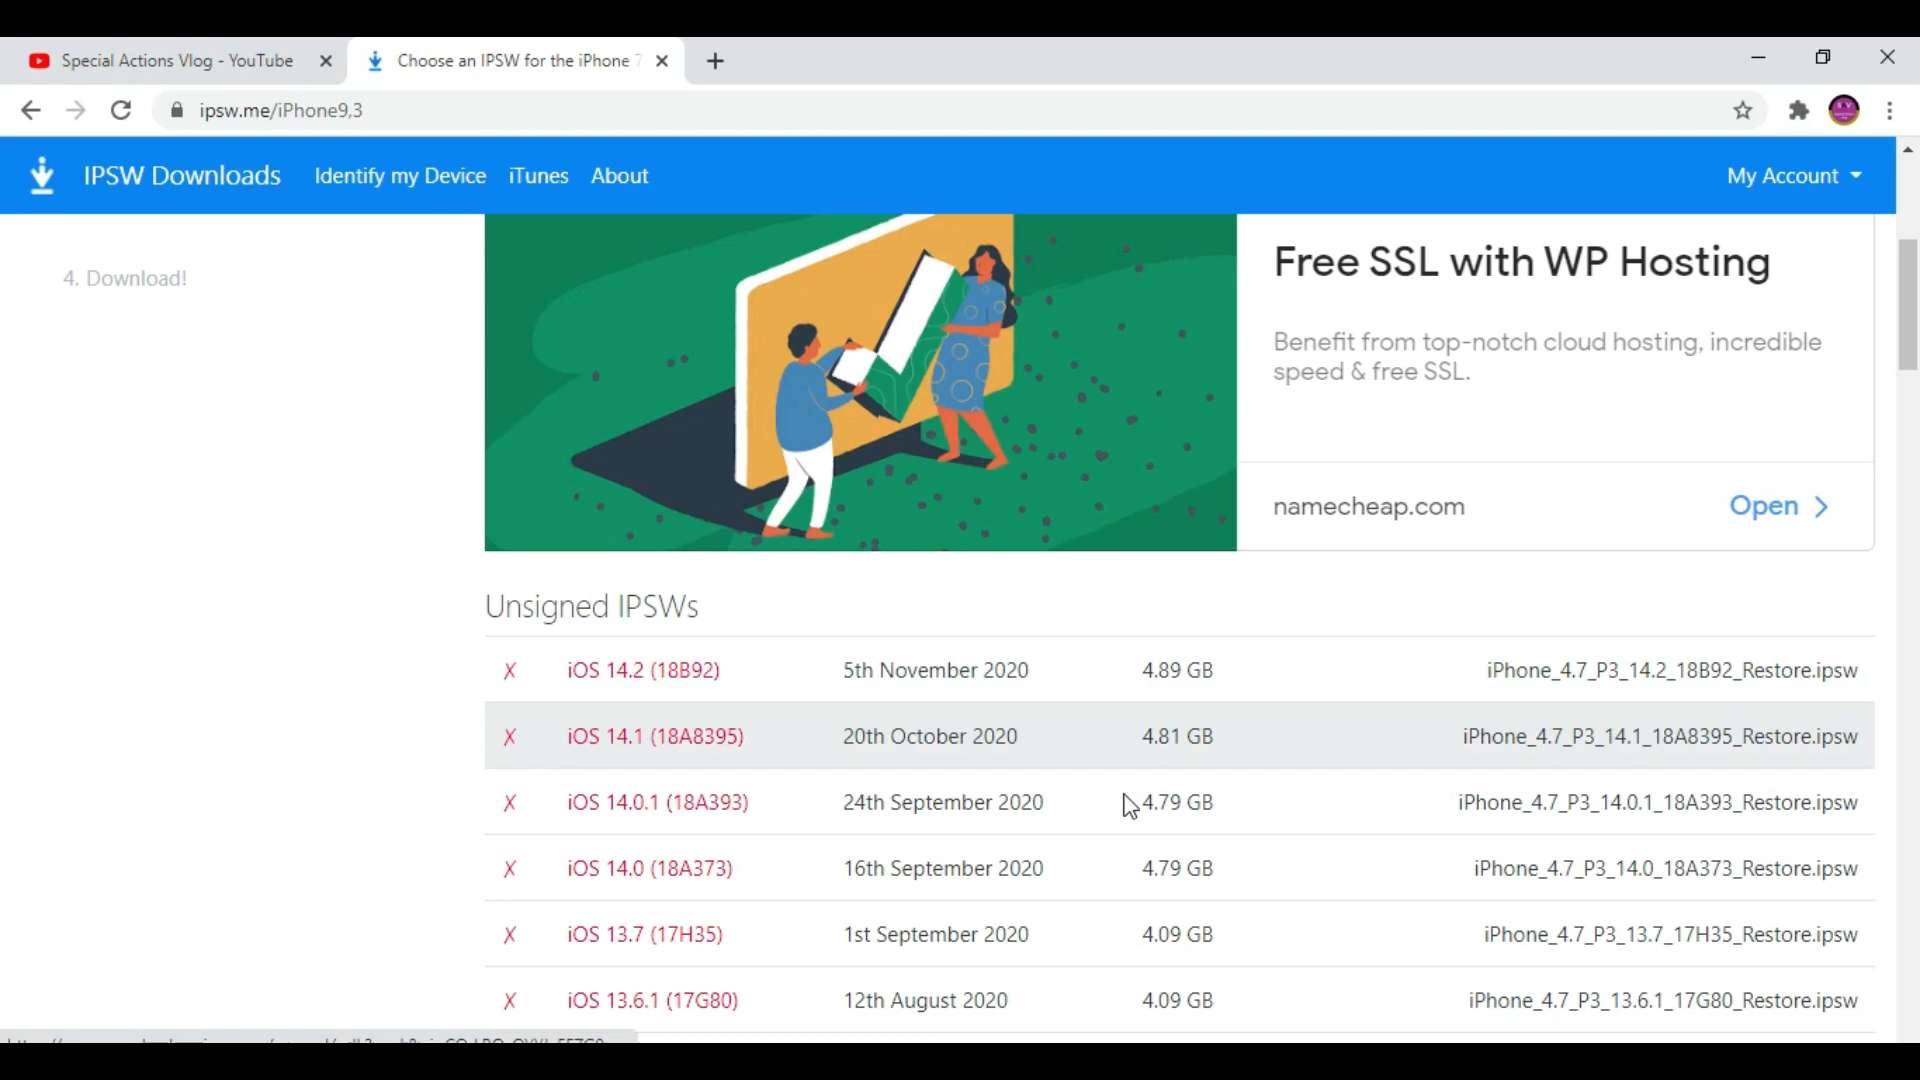 Special Actions Vlog - YouTube
Choose an IPSW for the iPhone 7
ipsw.me/iPhone9,3
IPSW Downloads Identify my Device iTunes About My Account
4. Download!
Free SSL with WP Hosting
Benefit from top-notch cloud hosting, incredible
speed & free SSL.
namecheap.com Open
Unsigned IPSWs
X iOS 14.2 (18B92) 5th November 2020 4.89 GB iPhone_4.7_P3_14.2_18B92_Restore.ipsw
X iOS 14.1 (18A8395) 20th October 2020 4.81 GB iPhone_4.7_P3_14.1_18A8395_Restore.ipsw
X iOS 14.0.1 (18A393) 24th September 2020 4.79 GB iPhone_4.7_P3_14.0.1_18A393_Restore.ipsw
X iOS 14.0 (18A373) 16th September 2020 4.79 GB iPhone_4.7_P3_14.0_18A373_Restore.ipsw
X iOS 13.7 (17H35) 1st September 2020 4.09 GB iPhone_4.7_P3_13.7_17H35_Restore.ipsw
X iOS 13.6.1 (17G80) 12th August 2020 4.09 GB iPhone_4.7_P3_13.6.1_17G80_Restore.ipsw